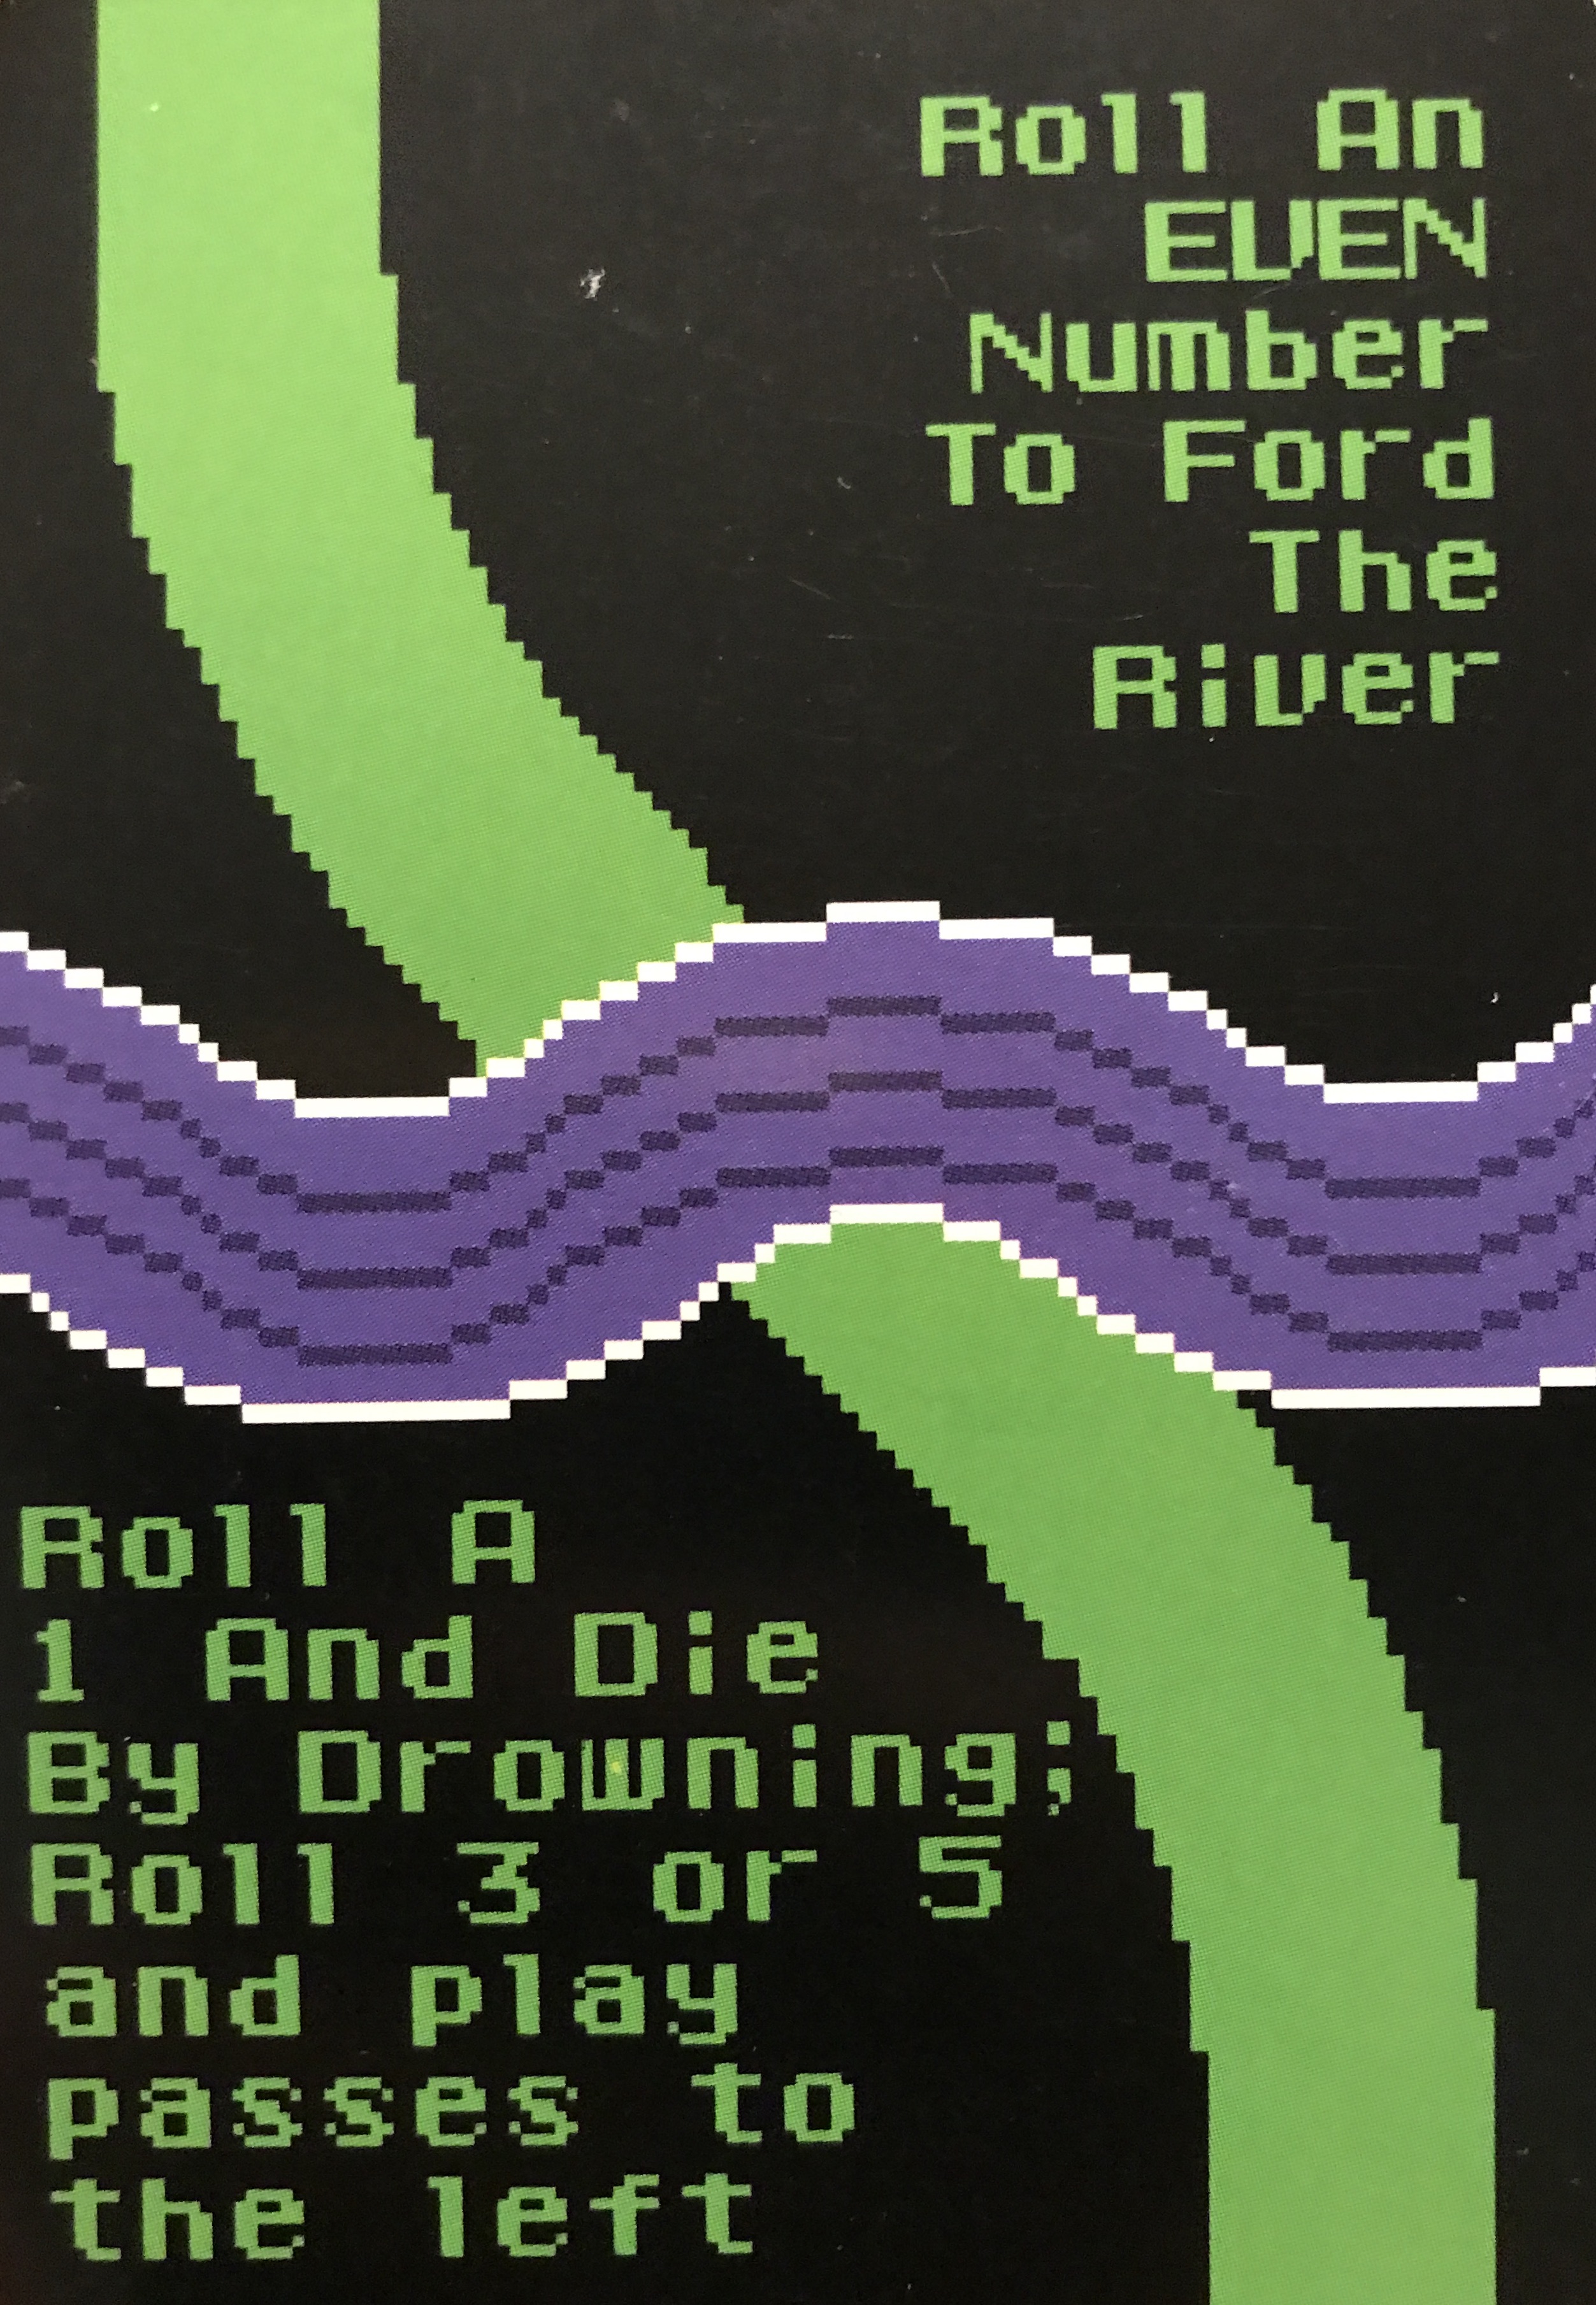 Roll An
EVEN
Number
To Ford
The
River
Roll A
1 And Die
By Drowning;
Roll 3 or 5
and play
passes to
the left